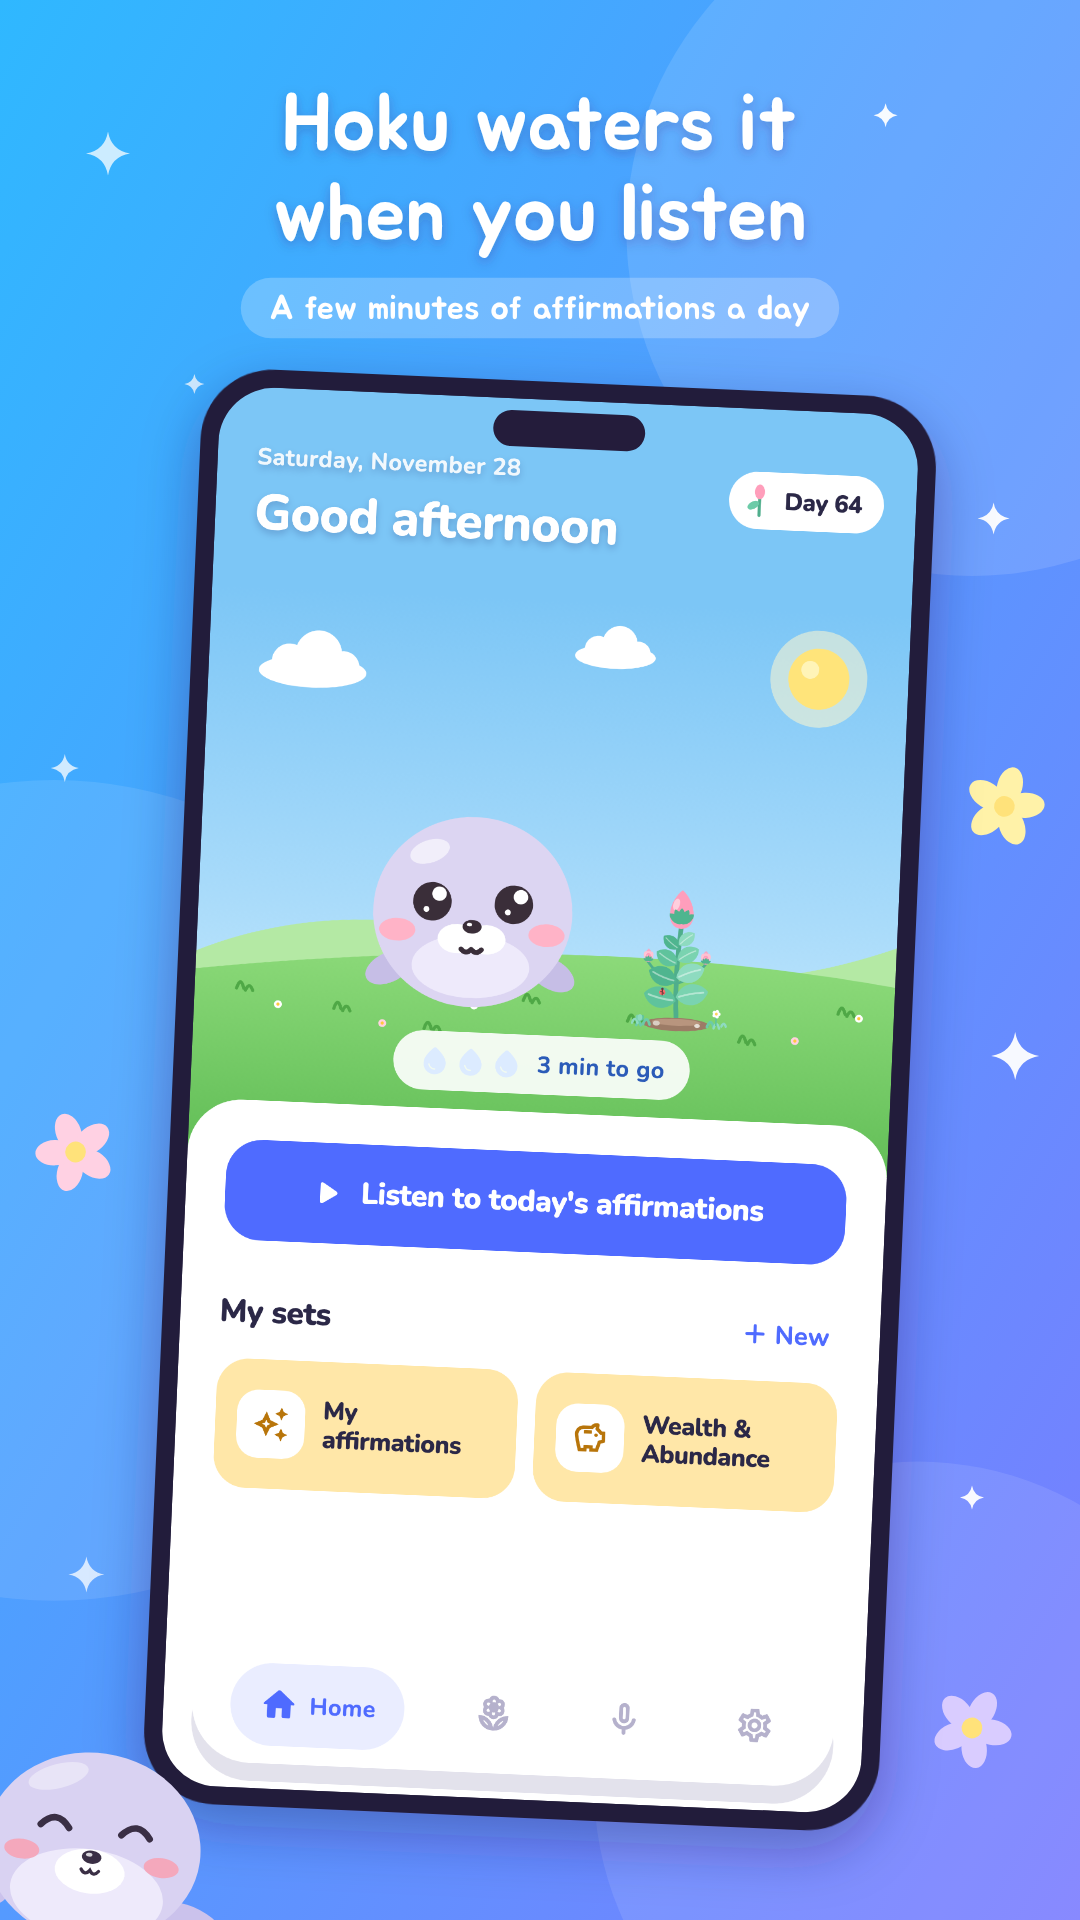 Hoku waters it
when you listen
A few minutes of affirmations a day
Saturday, November 28
Good afternoon
Day 64
3 min to go
Listen to today's affirmations
My sets
+ New
My
affirmations
Wealth &
Abundance
Home